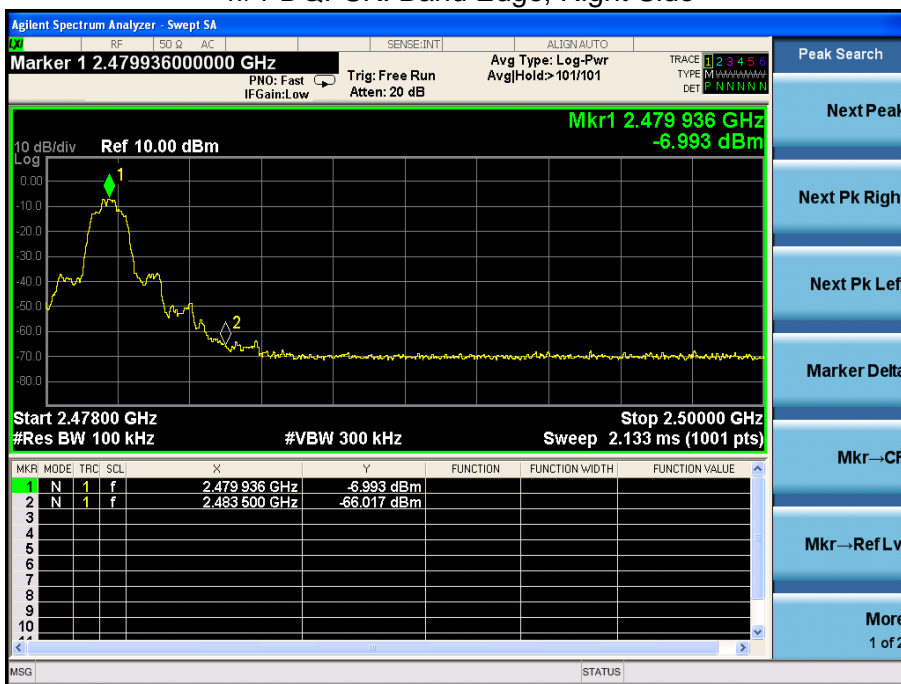 Agilent Spectrum Analyzer - Swept SA
LXI RF 50 Ω AC SENSE:INT ALIGN AUTO
Marker 1 2.479936000000 GHz
PNO: Fast
IFGain:Low
Trig: Free Run
Atten: 20 dB
Avg Type: Log-Pwr
Avg|Hold:>101/101
TRACE 1 2 3 4 5 6
TYPE M
DET P N N N N N
Mkr1 2.479 936 GHz
-6.993 dBm
10 dB/div Ref 10.00 dBm
Log
0.00
-10.0
-20.0
-30.0
-40.0
-50.0
-60.0
-70.0
-80.0
1
2
Start 2.47800 GHz Stop 2.50000 GHz
#Res BW 100 kHz #VBW 300 kHz Sweep 2.133 ms (1001 pts)
MKR MODE TRC SCL X Y FUNCTION FUNCTION WIDTH FUNCTION VALUE
1 N 1 f 2.479 936 GHz -6.993 dBm
2 N 1 f 2.483 500 GHz -66.017 dBm
3
4
5
6
7
8
9
10
MSG STATUS
Peak Search
Next Peak
Next Pk Righ
Next Pk Lef
Marker Delta
Mkr→CF
Mkr→Ref Lv
More
1 of 2